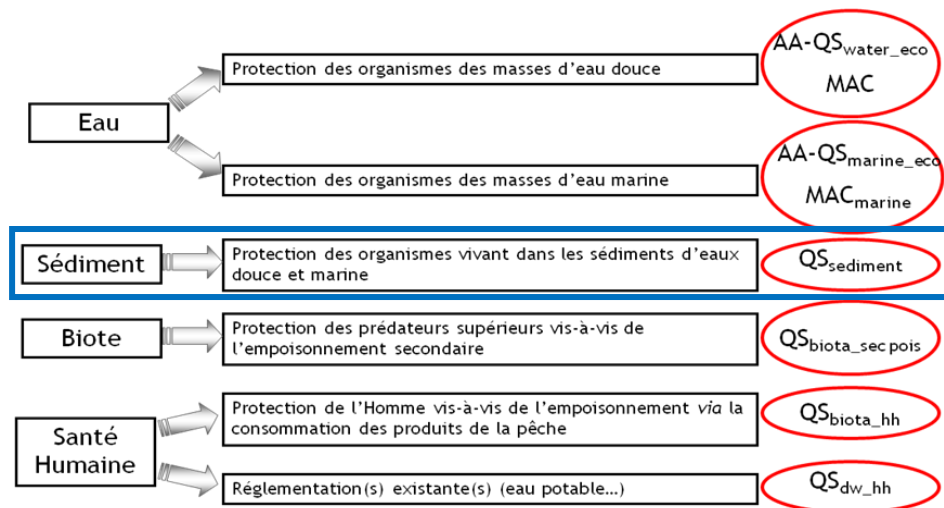 Eau
Protection des organismes des masses d'eau douce
AA-QSwater_eco
MAC
Protection des organismes des masses d'eau marine
AA-QSmarine_eco
MACmarine
Sédiment
Protection des organismes vivant dans les sédiments d'eaux
douce et marine
QSsediment
Biote
Protection des prédateurs supérieurs vis-à-vis de
l'empoisonnement secondaire
QSbiota_sec pois
Santé
Humaine
Protection de l'Homme vis-à-vis de l'empoisonnement via la
consommation des produits de la pêche
QSbiota_hh
Réglementation(s) existante(s) (eau potable...)
QSdw_hh